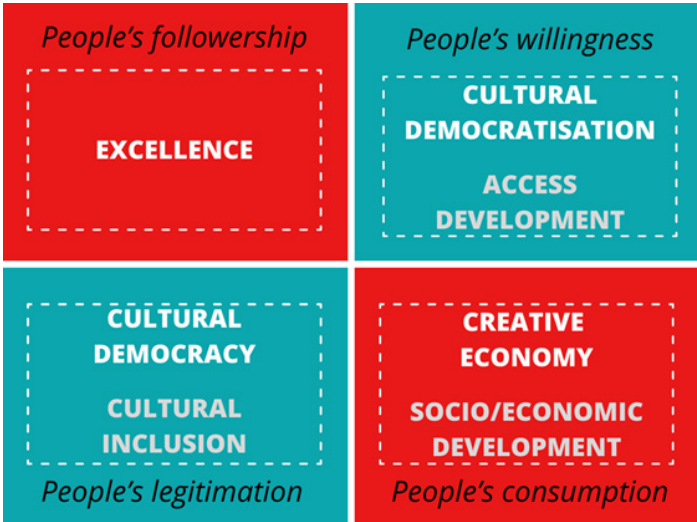 People's followership
EXCELLENCE
People's willingness
CULTURAL
DEMOCRATISATION
ACCESS
DEVELOPMENT
CULTURAL
DEMOCRACY
CULTURAL
INCLUSION
People's legitimation
CREATIVE
ECONOMY
SOCIO/ECONOMIC
DEVELOPMENT
People's consumption